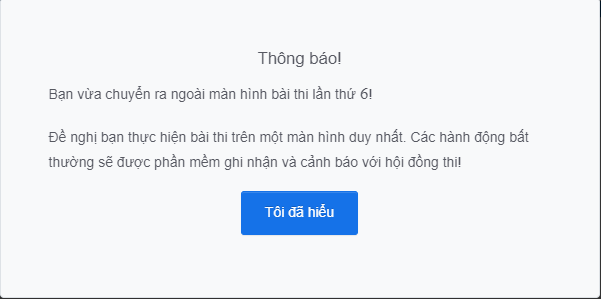 Thông báo!
Bạn vừa chuyển ra ngoài màn hình bài thi lần thứ 6!
Đề nghị bạn thực hiện bài thi trên một màn hình duy nhất. Các hành động bất
thường sẽ được phần mềm ghi nhận và cảnh báo với hội đồng thi!
Tôi đã hiểu